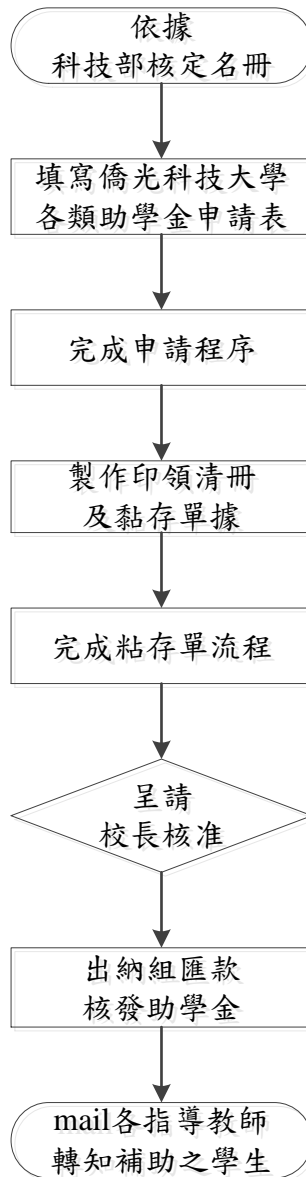 依據
科技部核定名冊
填寫僑光科技大學
各類助學金申請表
完成申請程序
製作印領清冊
及黏存單據
完成粘存單流程
呈請
校長核准
出納組匯款
核發助學金
mail各指導教師
轉知補助之學生